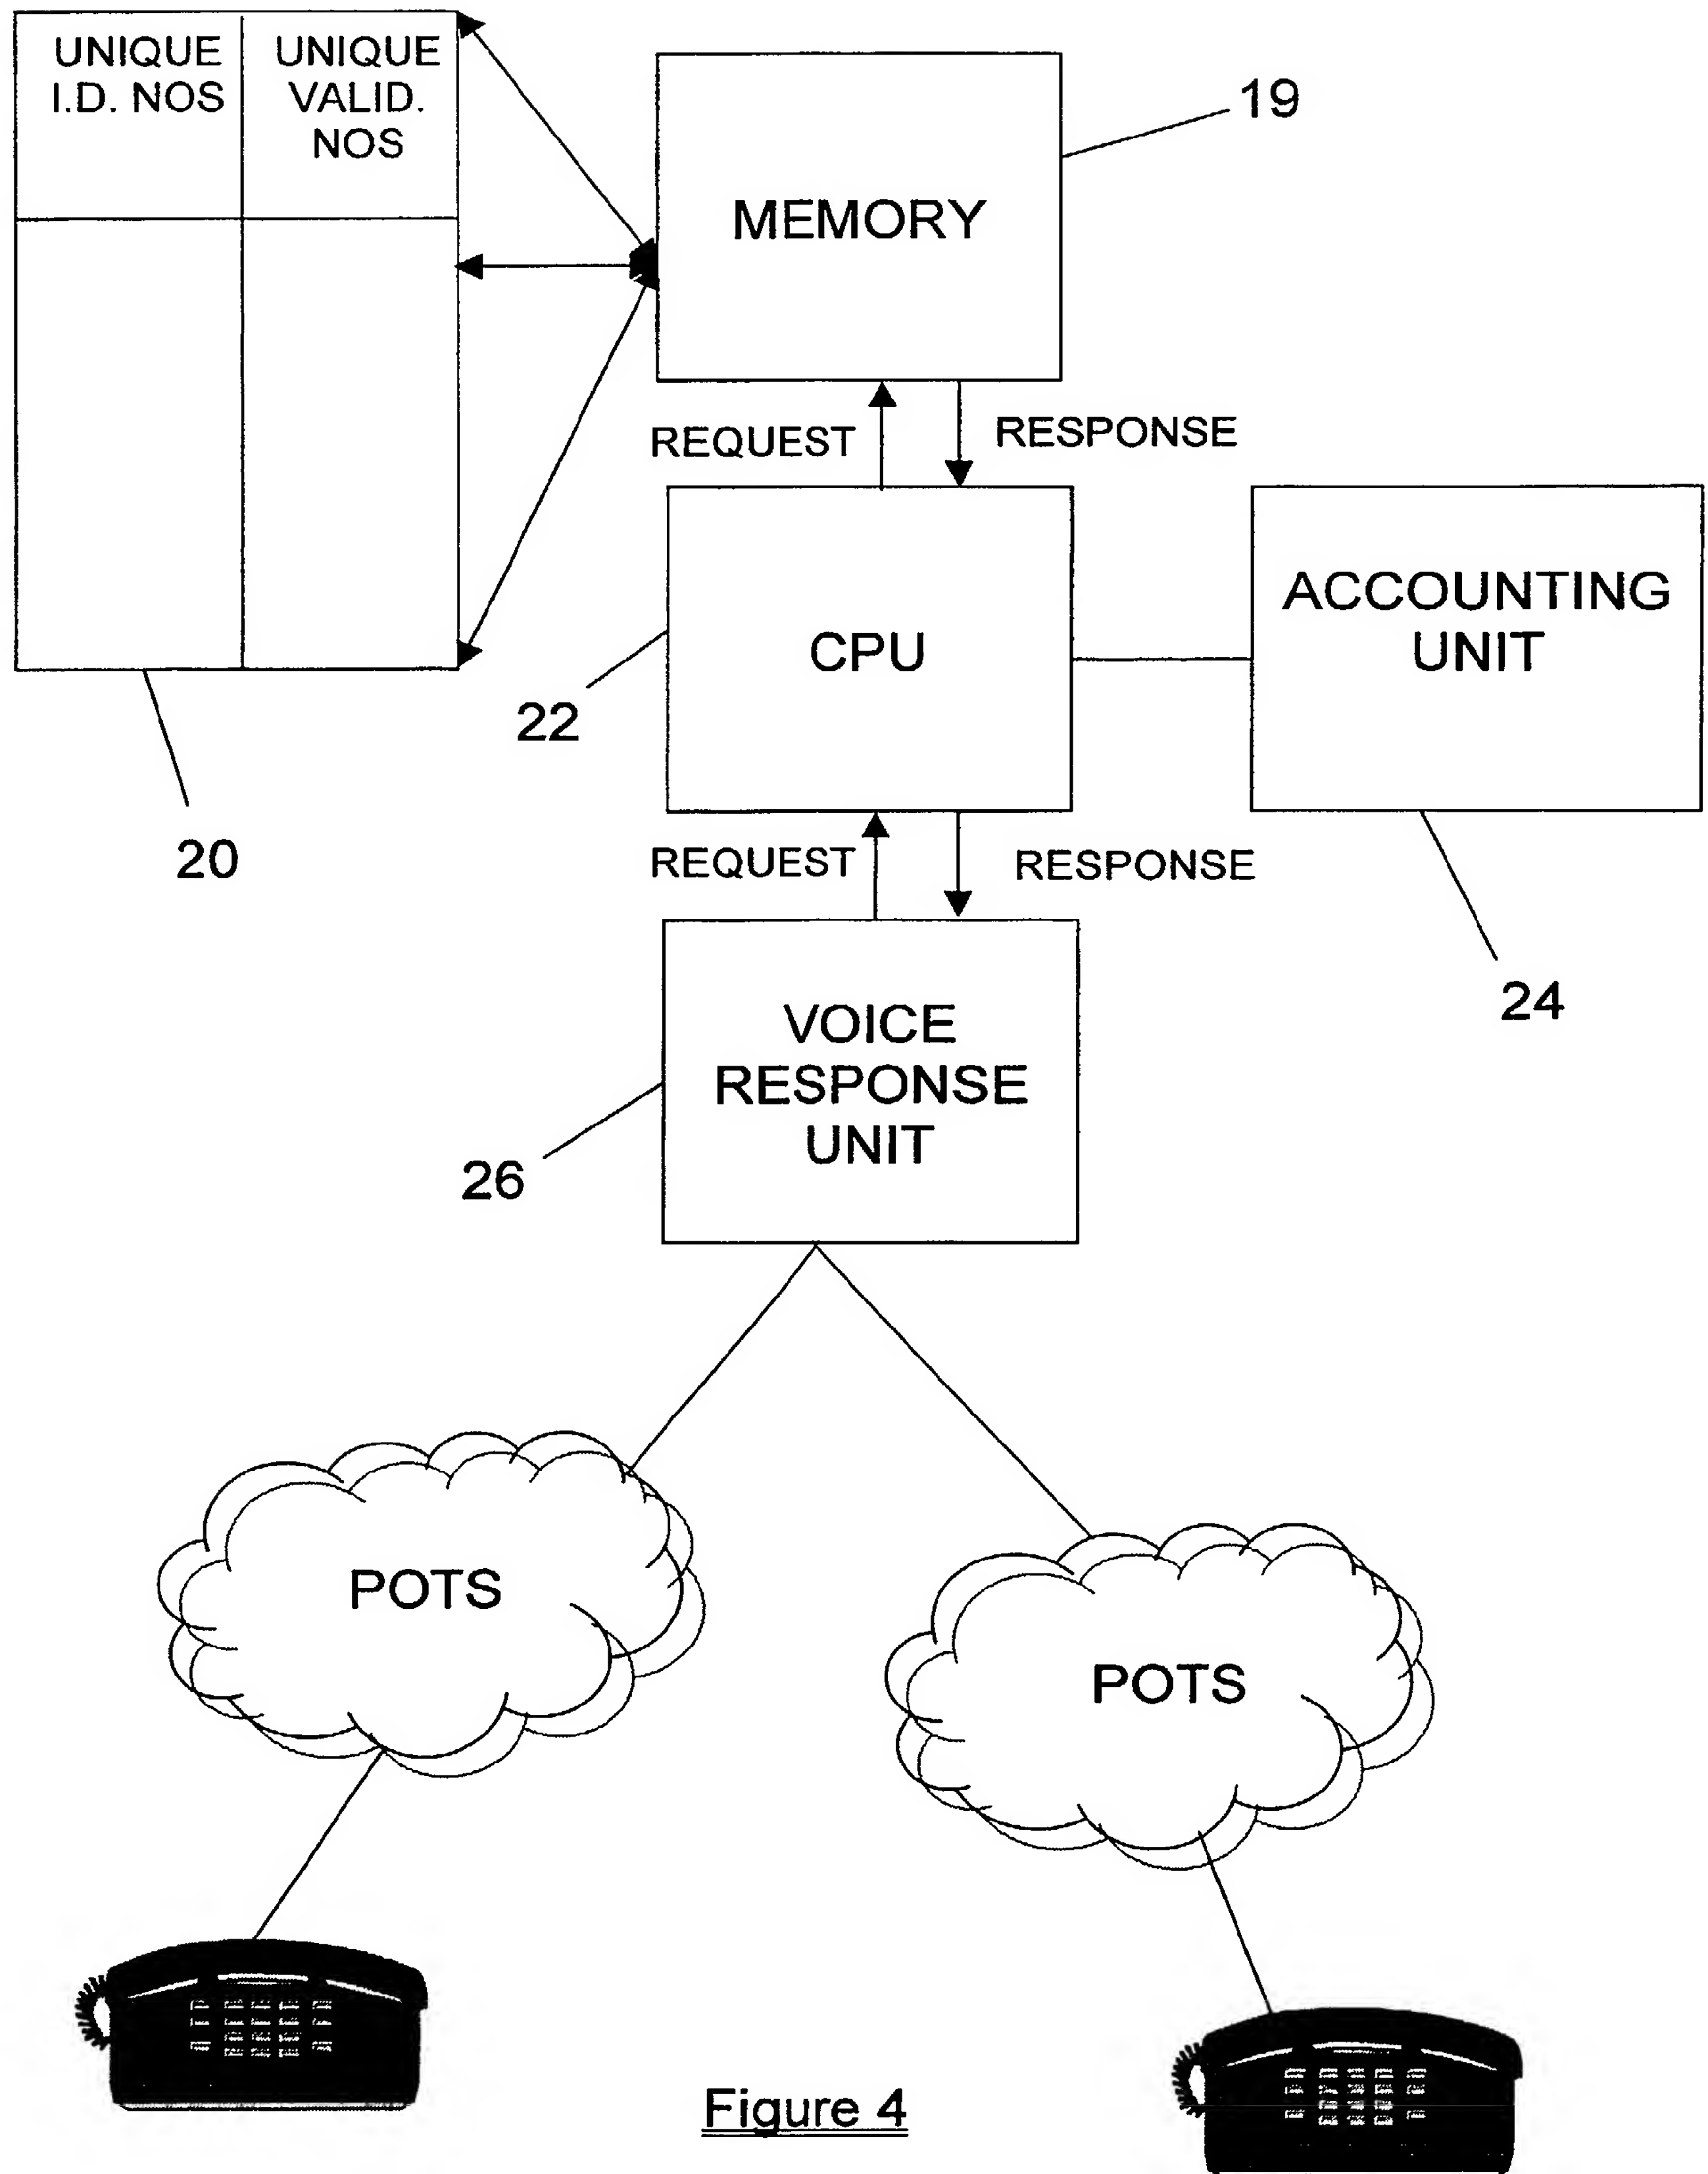 UNIQUE
I.D. NOS
UNIQUE
VALID.
NOS
19
MEMORY
REQUEST
RESPONSE
ACCOUNTING
UNIT
CPU
22
20
REQUEST
RESPONSE
24
VOICE
RESPONSE
UNIT
26
POTS
POTS
Figure 4